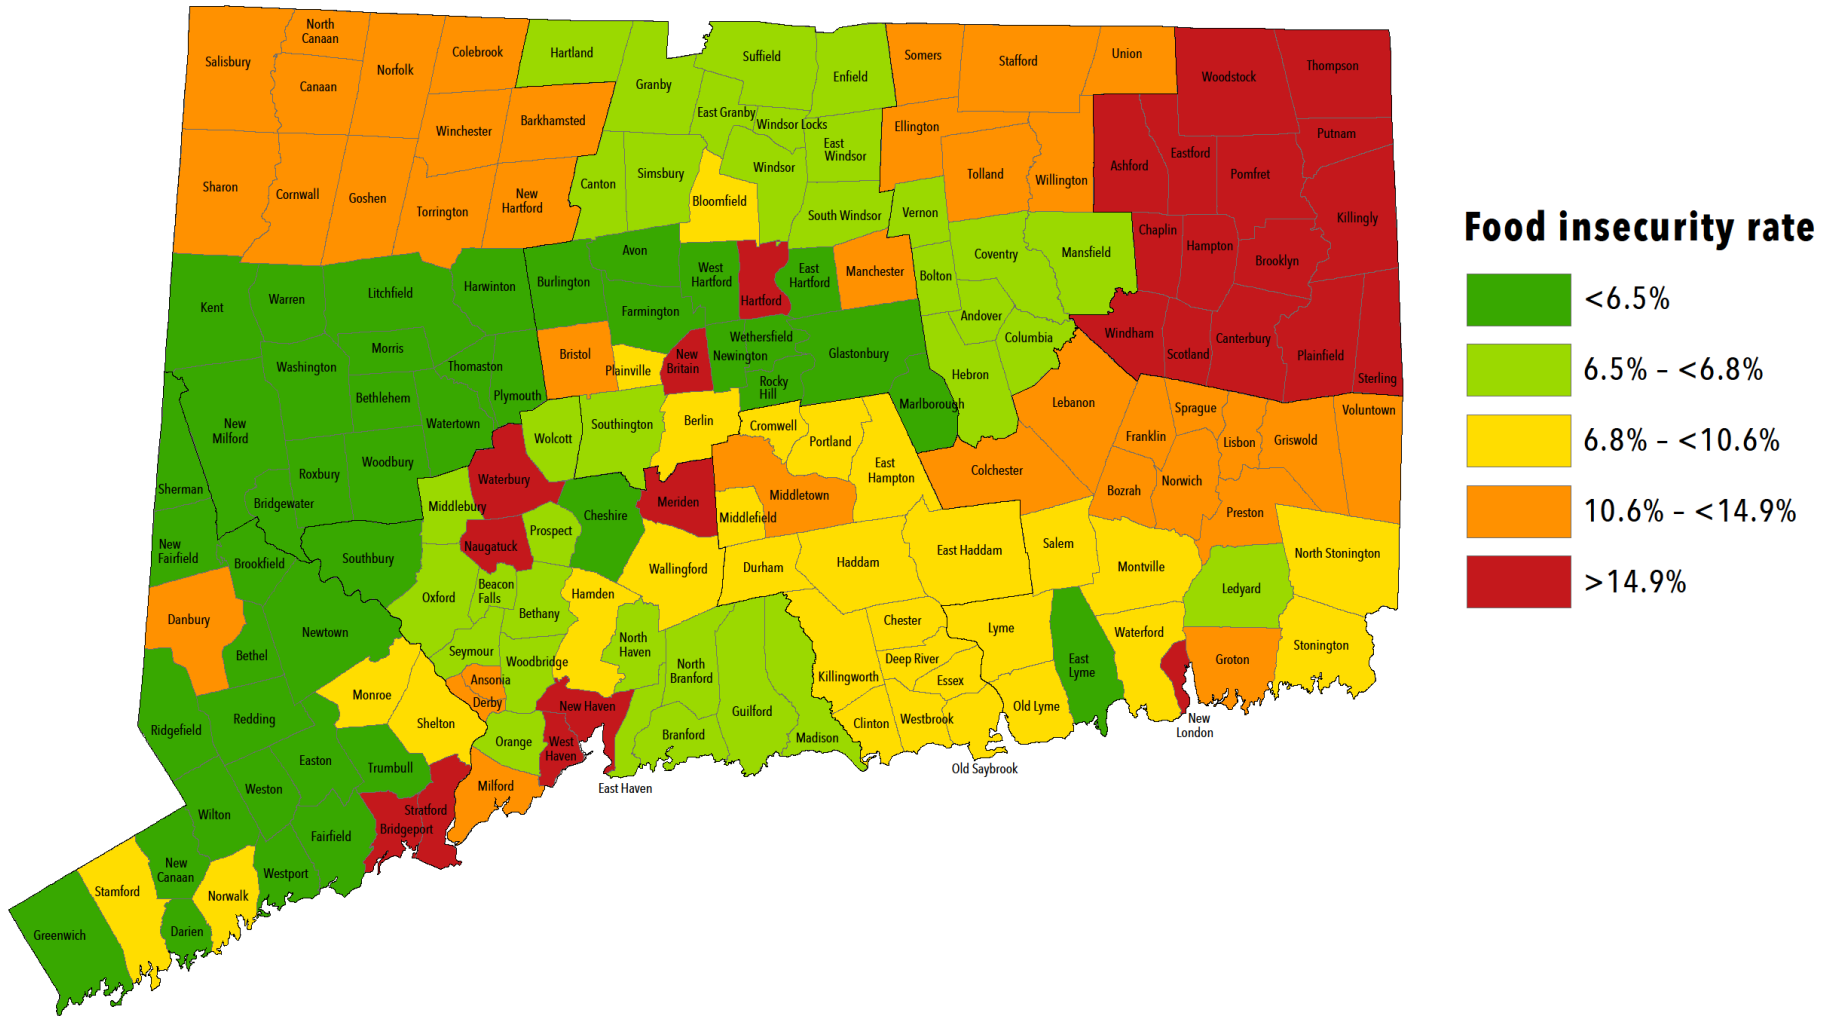 North
Canaan
Colebrook
Hartland
Suffield
Somers
Stafford
Union
Salisbury
Norfolk
Canaan
Granby
Enfield
Woodstock
Thompson
Winchester
Barkhamsted
East Granby
Windsor Locks
Ellington
Putnam
East
Windsor
Sharon
Cornwall
Goshen
Torrington
New
Hartford
Canton
Simsbury
Windsor
Bloomfield
South Windsor
Vernon
Tolland
Willington
Ashford
Eastford
Pomfret
Killingly
Food insecurity rate
Avon
West
Hartford
Hartford
East
Hartford
Manchester
Bolton
Coventry
Mansfield
Chaplin
Hampton
Brooklyn
Kent
Warren
Litchfield
Harwinton
Burlington
Farmington
<6.5%
Andover
Columbia
Windham
Scotland
Canterbury
Plainfield
Sterling
Washington
Morris
Thomaston
Bristol
Plainville
New
Britain
Wethersfield
Newington
Rocky
Hill
Glastonbury
Hebron
Marlborough
6.5% – <6.8%
Bethlehem
Plymouth
Watertown
New
Milford
Wolcott
Southington
Berlin
Cromwell
Portland
East
Hampton
Lebanon
Colchester
Franklin
Sprague
Lisbon
Griswold
Voluntown
6.8% – <10.6%
Roxbury
Woodbury
Sherman
Bridgewater
Waterbury
Middlebury
Cheshire
Meriden
Middlefield
Middletown
Bozrah
Norwich
Preston
10.6% – <14.9%
New
Fairfield
Brookfield
Southbury
Naugatuck
Prospect
Wallingford
Durham
Haddam
East Haddam
Salem
Montville
North Stonington
Ledyard
>14.9%
Danbury
Newtown
Oxford
Beacon
Falls
Bethany
Hamden
North
Haven
Chester
Lyme
Waterford
Groton
Stonington
Bethel
Monroe
Seymour
Woodbridge
Ansonia
Derby
North
Branford
Killingworth
Deep River
Essex
East
Lyme
Ridgefield
Redding
Shelton
New Haven
Orange
West
Haven
Branford
Guilford
Madison
Clinton
Westbrook
Old Lyme
New
London
Old Saybrook
East Haven
Easton
Trumbull
Milford
Weston
Wilton
Stratford
Bridgeport
Fairfield
New
Canaan
Westport
Stamford
Norwalk
Darien
Greenwich